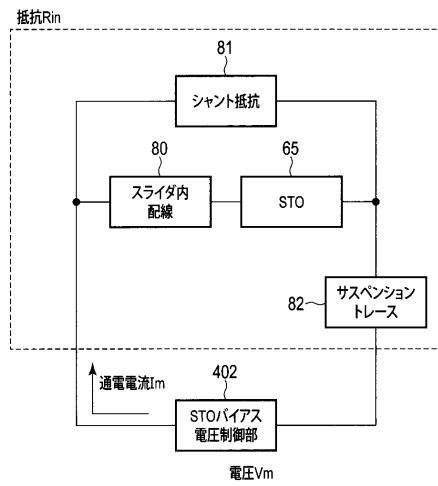 抵抗Rin
81
シャント抵抗
80
65
スライダ内
配線
STO
82
サスペンション
トレース
通電電流Im
402
STOバイアス
電圧制御部
電圧Vm